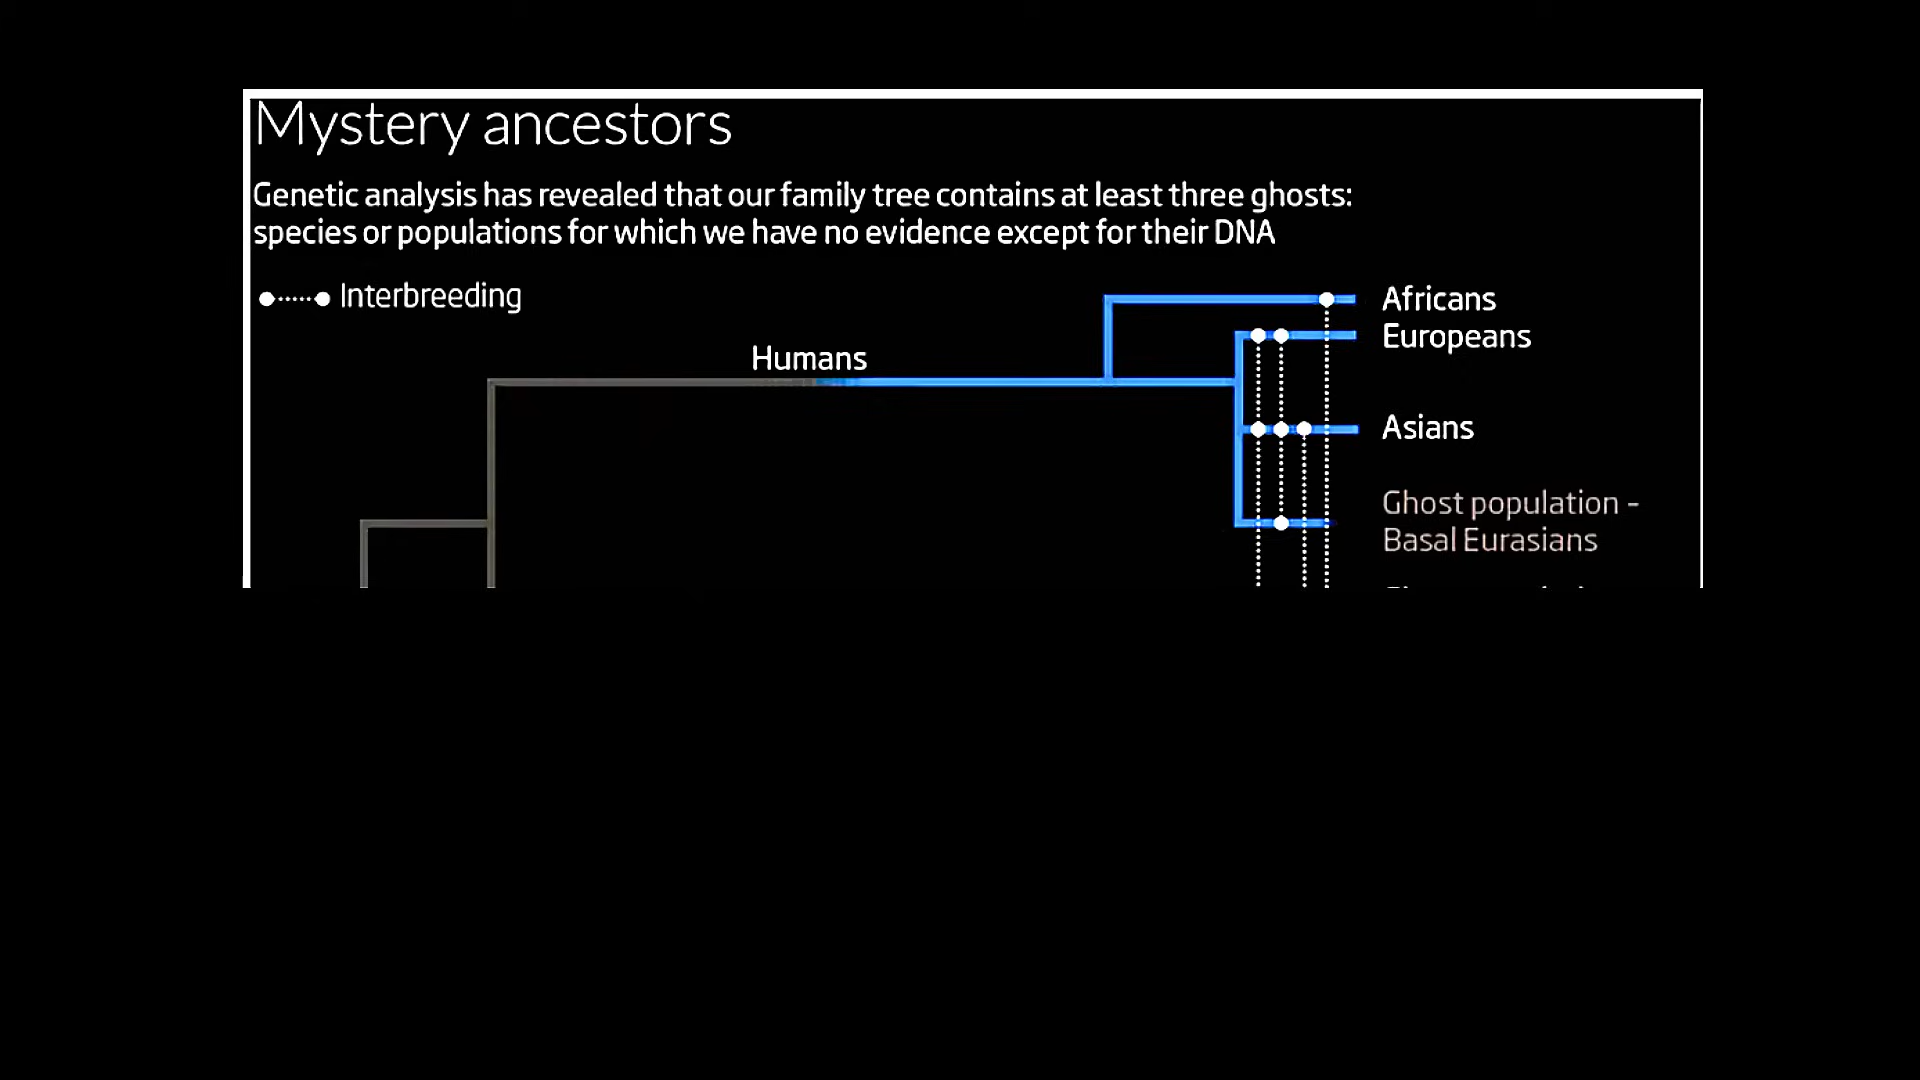 Mystery ancestors
Genetic analysis has revealed that our family tree contains at least three ghosts:
species or populations for which we have no evidence except for their DNA
Interbreeding
Africans
Europeans
Humans
Asians
Ghost population -
Basal Eurasians